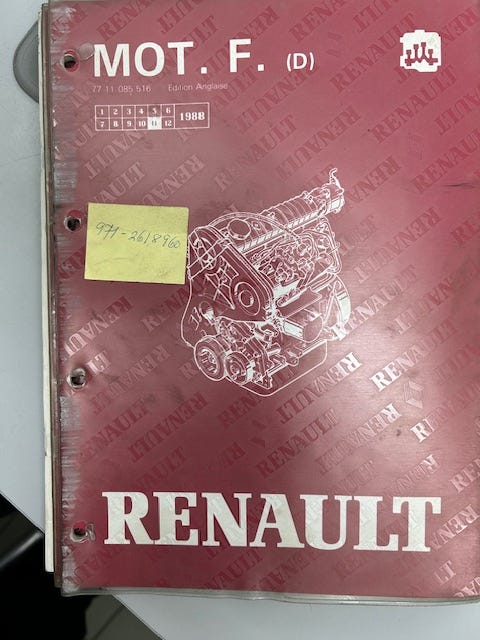 MOT. F. (D)
77 11 085 516 Edition Anglaise
1 2 3 4 5 6 1988
7 8 9 10 11 12
971-2618960
RENAULT